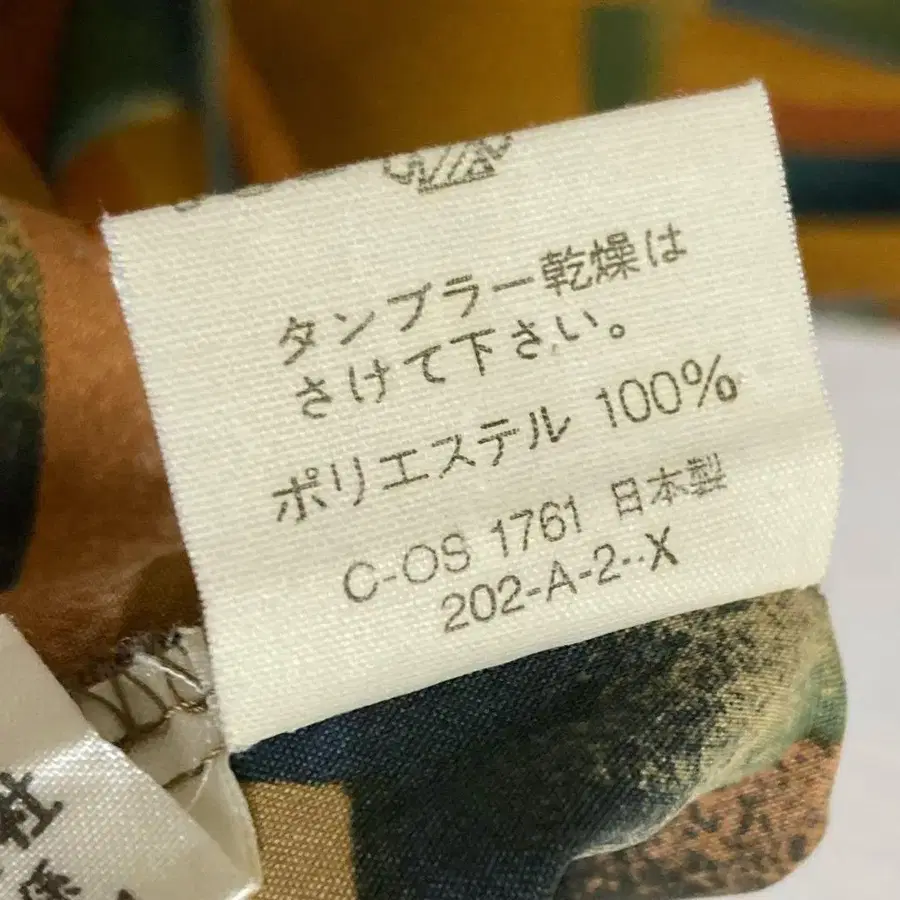 タンブラー乾燥は
さけて下さい。
ポリエステル 100%
C-OS 1761 日本製
202-A-2--X